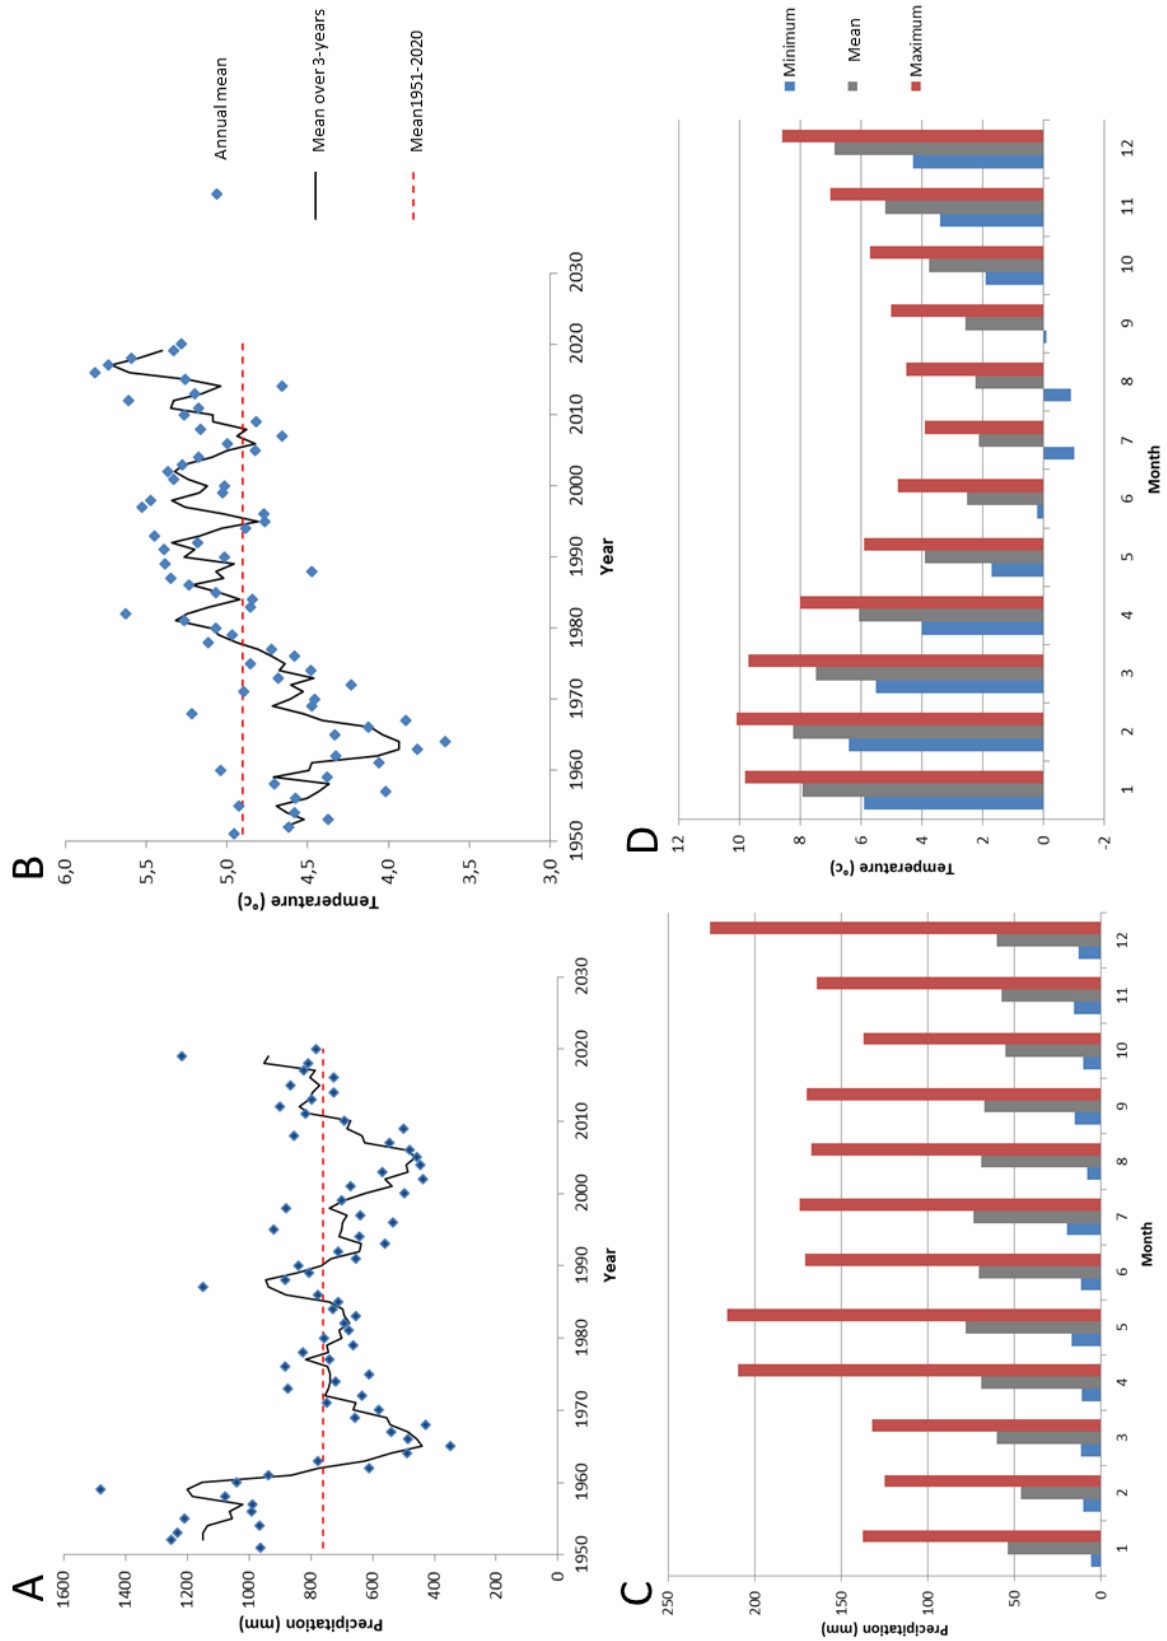 A
1600
1400
1200
1000
800
600
400
200
0
Precipitation (mm)
1950 1960 1970 1980 1990 2000 2010 2020 2030
Year
B
6,0
5,5
5,0
4,5
4,0
3,5
3,0
Temperature (°c)
1950 1960 1970 1980 1990 2000 2010 2020 2030
Year
Annual mean
Mean over 3-years
Mean1951-2020
C
250
200
150
100
50
0
Precipitation (mm)
1 2 3 4 5 6 7 8 9 10 11 12
Month
D
12
10
8
6
4
2
0
-2
Temperature (°c)
1 2 3 4 5 6 7 8 9 10 11 12
Month
Minimum
Mean
Maximum